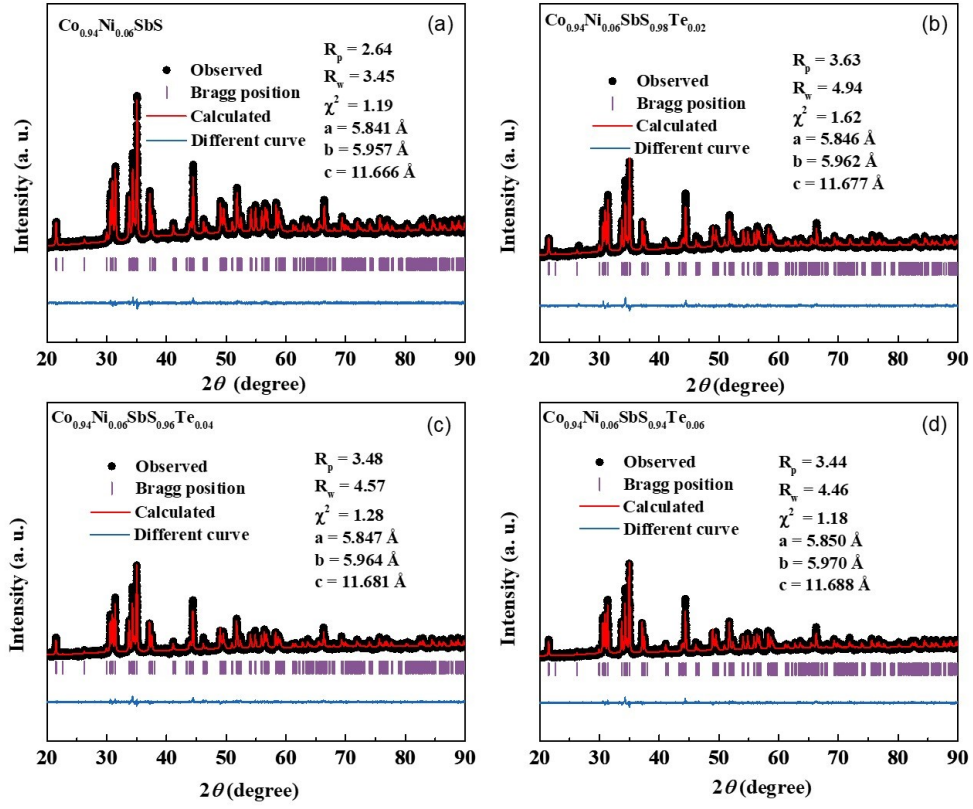 Co0.94Ni0.06SbS
(a)
Observed
Bragg position
Calculated
Different curve
Rp = 2.64
Rw = 3.45
χ2 = 1.19
a = 5.841 Å
b = 5.957 Å
c = 11.666 Å
Intensity (a. u.)
20 30 40 50 60 70 80 90
2θ (degree)
Co0.94Ni0.06SbS0.98Te0.02
(b)
Observed
Bragg position
Calculated
Different curve
Rp = 3.63
Rw = 4.94
χ2 = 1.62
a = 5.846 Å
b = 5.962 Å
c = 11.677 Å
Intensity (a. u.)
20 30 40 50 60 70 80 90
2θ (degree)
Co0.94Ni0.06SbS0.96Te0.04
(c)
Observed
Bragg position
Calculated
Different curve
Rp = 3.48
Rw = 4.57
χ2 = 1.28
a = 5.847 Å
b = 5.964 Å
c = 11.681 Å
Intensity (a. u.)
20 30 40 50 60 70 80 90
2θ (degree)
Co0.94Ni0.06SbS0.94Te0.06
(d)
Observed
Bragg position
Calculated
Different curve
Rp = 3.44
Rw = 4.46
χ2 = 1.18
a = 5.850 Å
b = 5.970 Å
c = 11.688 Å
Intensity (a. u.)
20 30 40 50 60 70 80 90
2θ (degree)